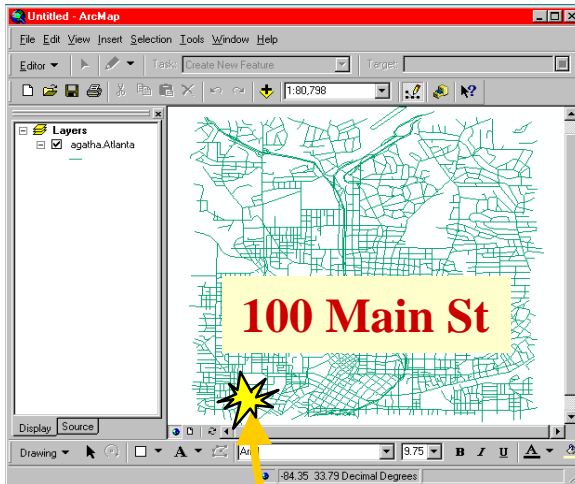 Untitled - ArcMap
File Edit View Insert Selection Tools Window Help
Editor Task: Create New Feature Target:
1:80,798
Layers
agatha.Atlanta
100 Main St
Display Source
Drawing A 9.75 B I U A
-84.35 33.79 Decimal Degrees